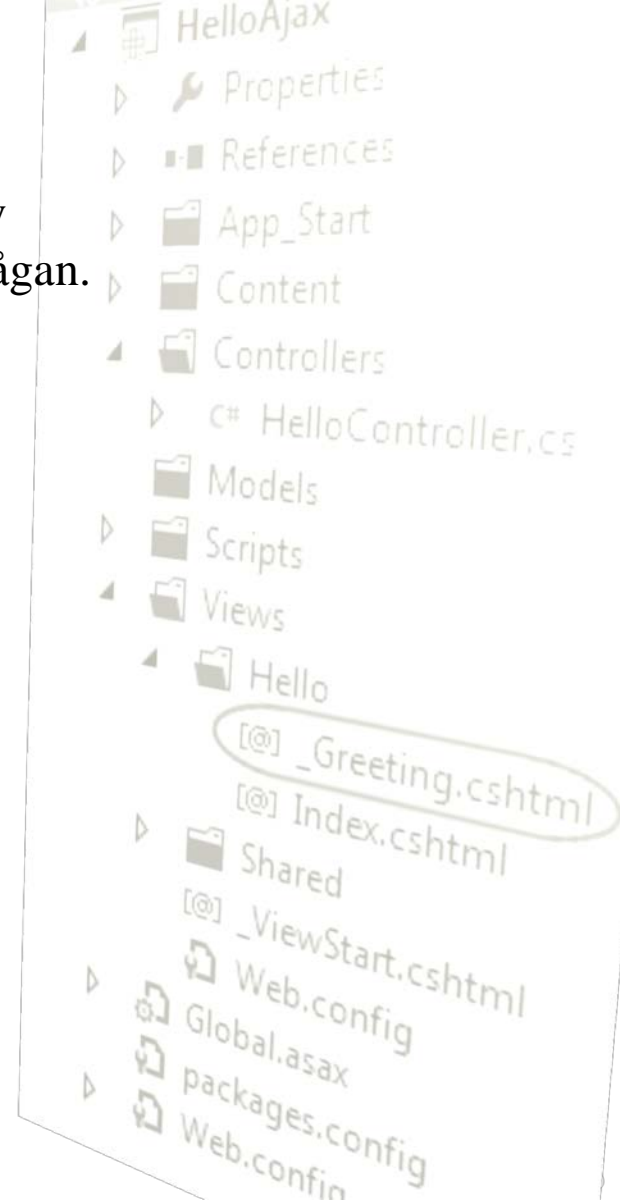 HelloAjax
Properties
References
App_Start
ågan.
Content
Controllers
C# HelloController.cs
Models
Scripts
Views
Hello
[@] _Greeting.cshtml
[@] Index.cshtml
Shared
[@] _ViewStart.cshtml
Web.config
Global.asax
packages.config
Web.config